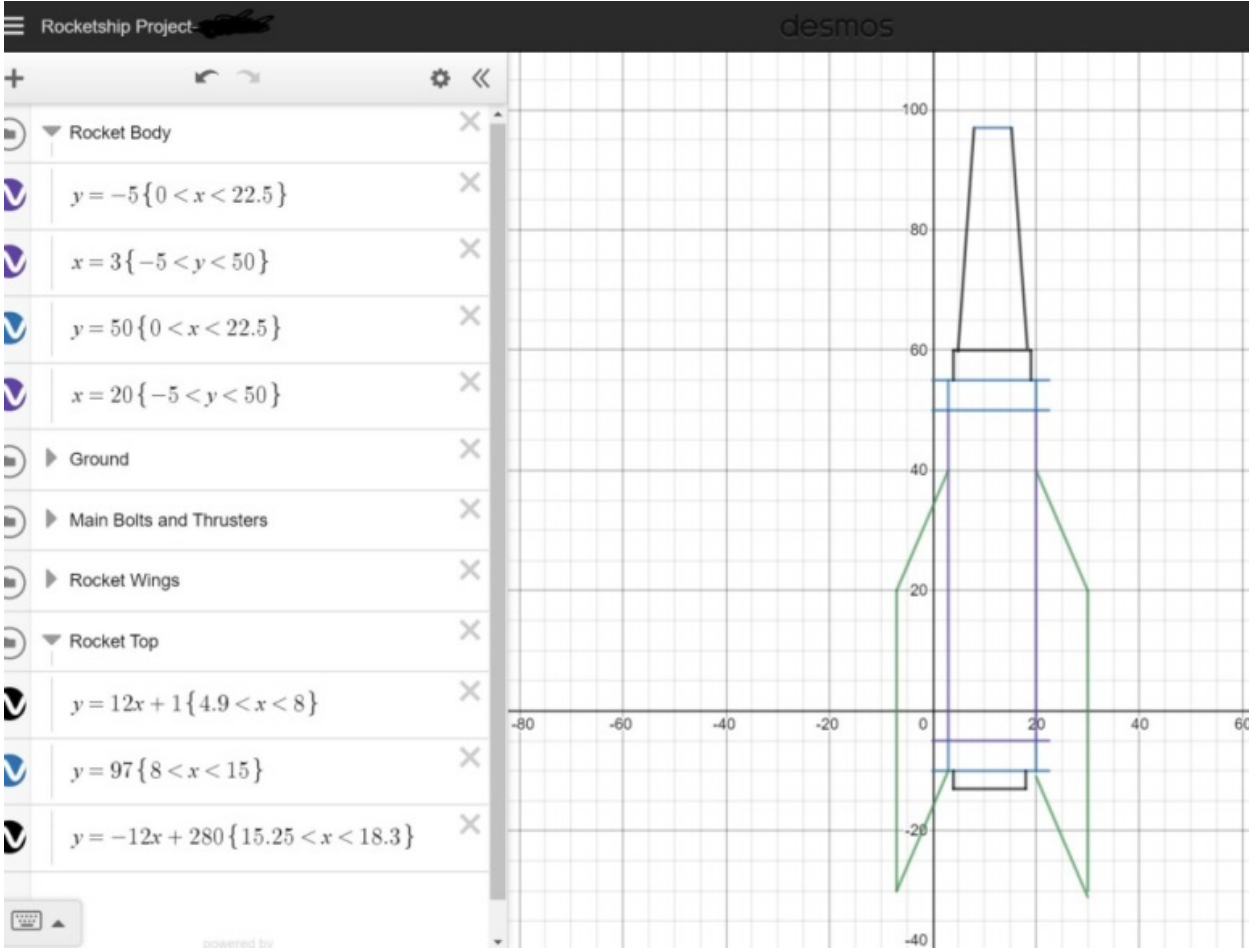 Rocketship Project-
desmos
Rocket Body
y = −5{0 < x < 22.5}
x = 3{−5 < y < 50}
y = 50{0 < x < 22.5}
x = 20{−5 < y < 50}
Ground
Main Bolts and Thrusters
Rocket Wings
Rocket Top
y = 12x + 1{4.9 < x < 8}
y = 97{8 < x < 15}
y = −12x + 280{15.25 < x < 18.3}
powered by
100
80
60
40
20
-80 -60 -40 -20 0 20 40 60
-20
-40